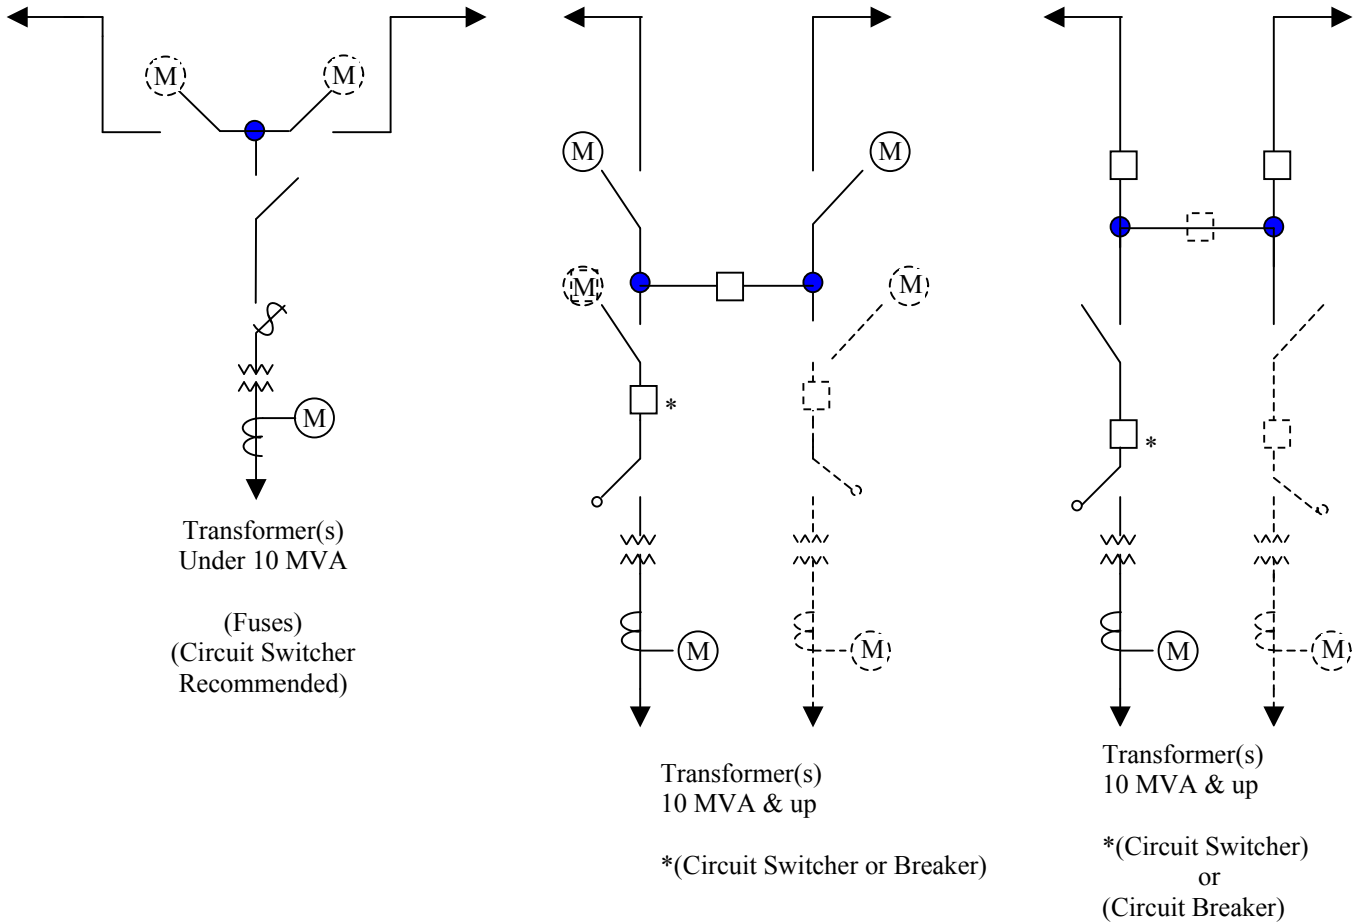 M
M
M
M
M
M
M
*
*
M
Transformer(s)
Under 10 MVA
(Fuses)
(Circuit Switcher
Recommended)
M
M
M
M
Transformer(s)
10 MVA & up
*(Circuit Switcher or Breaker)
Transformer(s)
10 MVA & up
*(Circuit Switcher)
or
(Circuit Breaker)